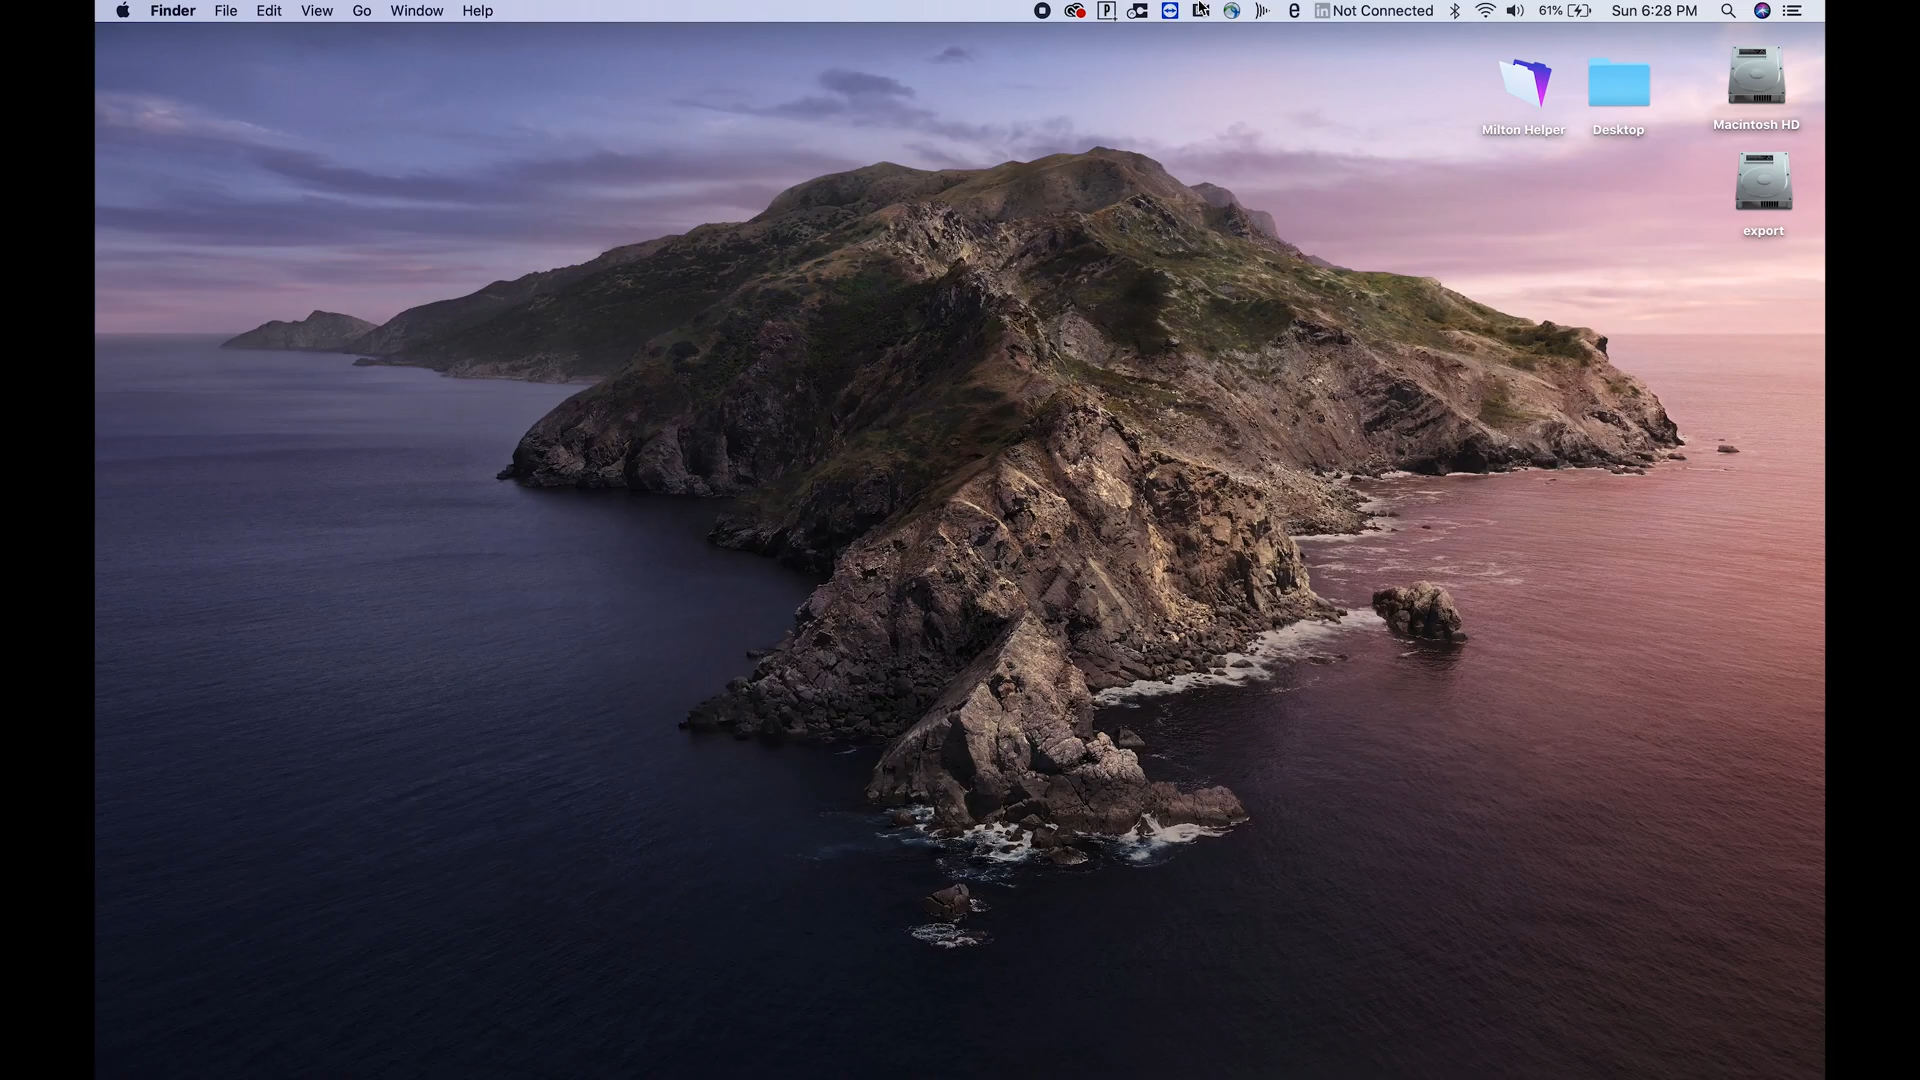 Finder File Edit View Go Window Help P e in Not Connected 61% Sun 6:28 PM
Milton Helper
Desktop
Macintosh HD
export